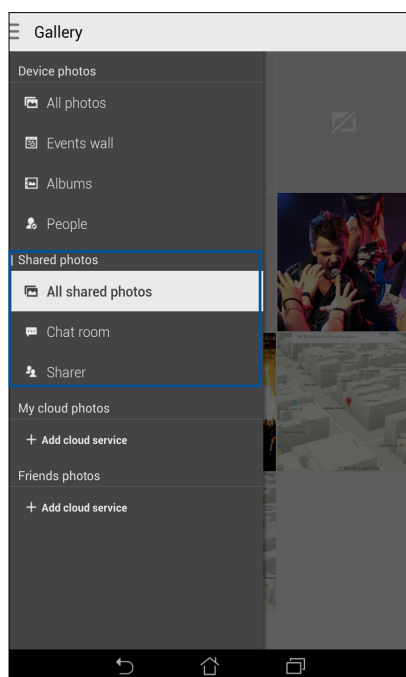 Gallery
Device photos
All photos
Events wall
Albums
People
Shared photos
All shared photos
Chat room
Sharer
My cloud photos
+ Add cloud service
Friends photos
+ Add cloud service